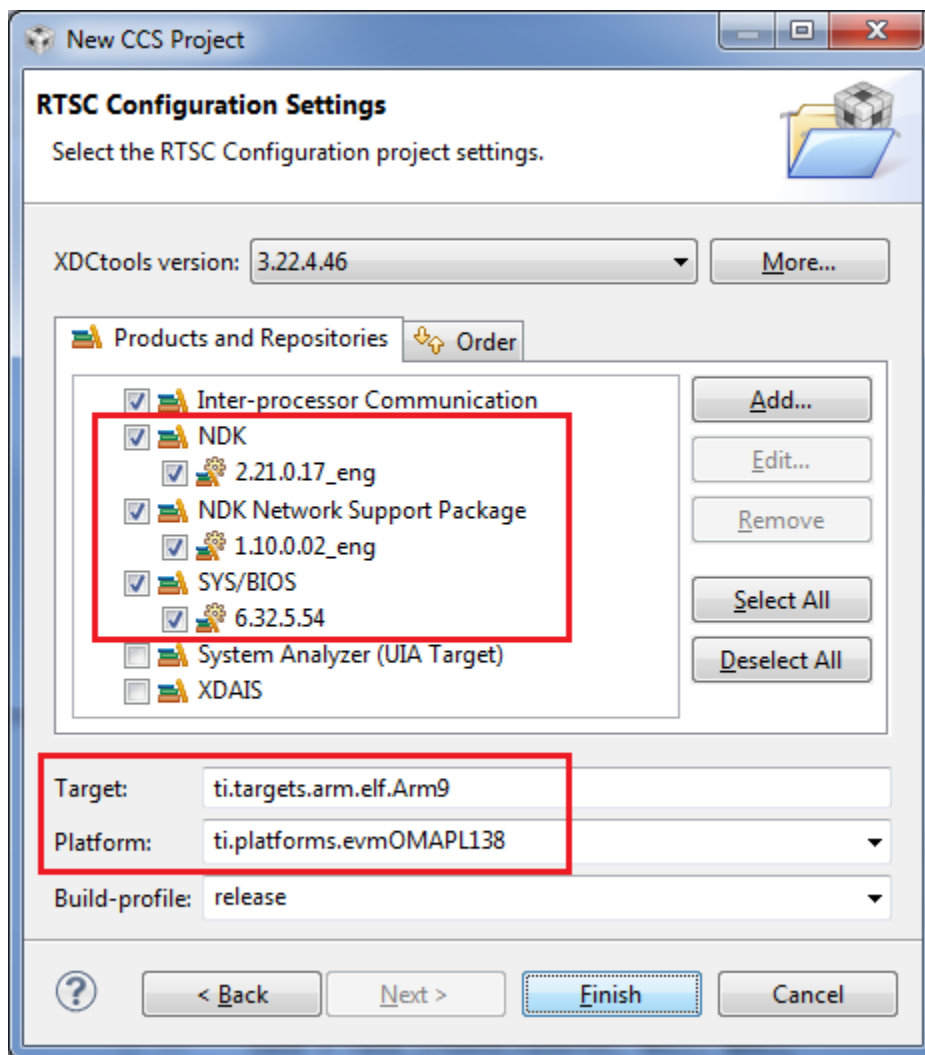 New CCS Project
RTSC Configuration Settings
Select the RTSC Configuration project settings.
XDCtools version: 3.22.4.46 More...
Products and Repositories Order
Inter-processor Communication
NDK
2.21.0.17_eng
NDK Network Support Package
1.10.0.02_eng
SYS/BIOS
6.32.5.54
System Analyzer (UIA Target)
XDAIS
Add...
Edit...
Remove
Select All
Deselect All
Target: ti.targets.arm.elf.Arm9
Platform: ti.platforms.evmOMAPL138
Build-profile: release
? < Back Next > Finish Cancel